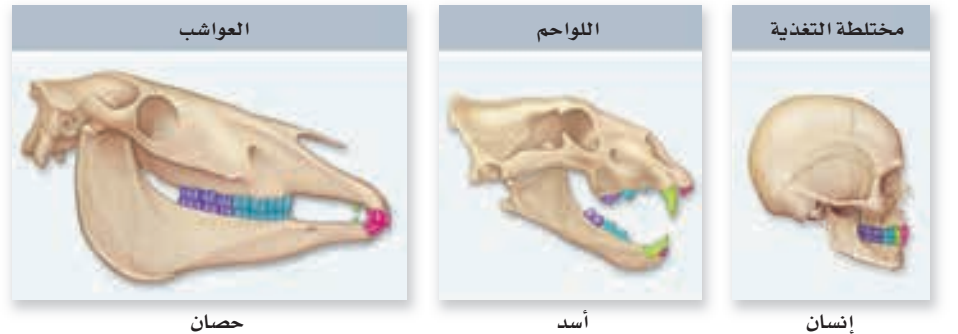 مختلطة التغذية
اللواحم
العواشب
إنسان
أسد
حصان